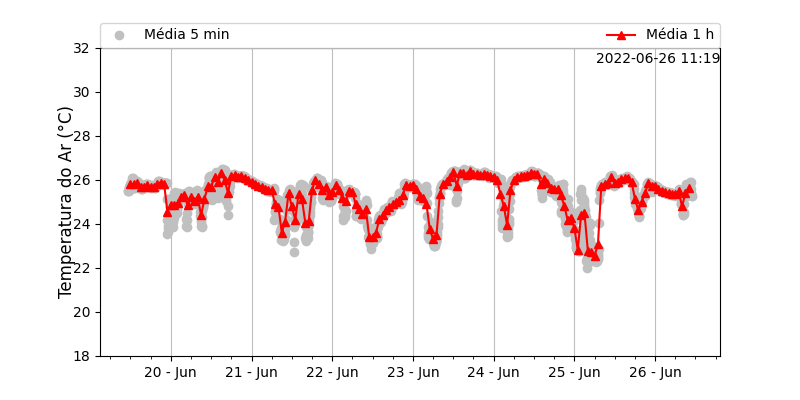 Média 5 min
Média 1 h
2022-06-26 11:19
Temperatura do Ar (°C)
32
30
28
26
24
22
20
18
20 - Jun
21 - Jun
22 - Jun
23 - Jun
24 - Jun
25 - Jun
26 - Jun